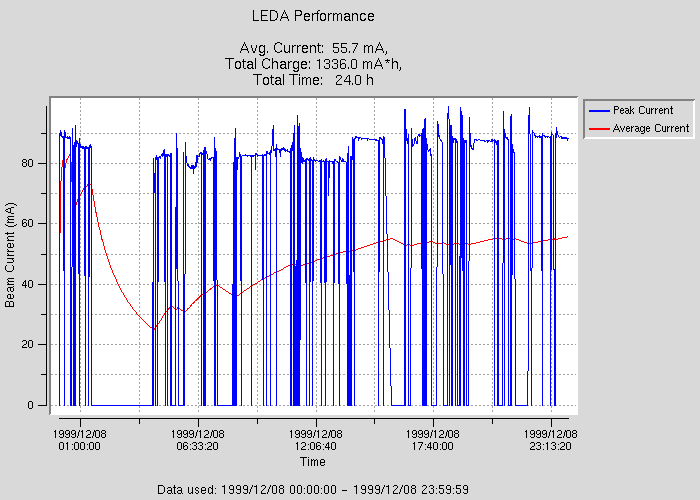 LEDA Performance
Avg. Current: 55.7 mA,
Total Charge: 1336.0 mA*h,
Total Time: 24.0 h
Peak Current
Average Current
Beam Current (mA)
80
60
40
20
0
1999/12/08 1999/12/08 1999/12/08 1999/12/08 1999/12/08
01:00:00 06:33:20 12:06:40 17:40:00 23:13:20
Time
Data used: 1999/12/08 00:00:00 - 1999/12/08 23:59:59